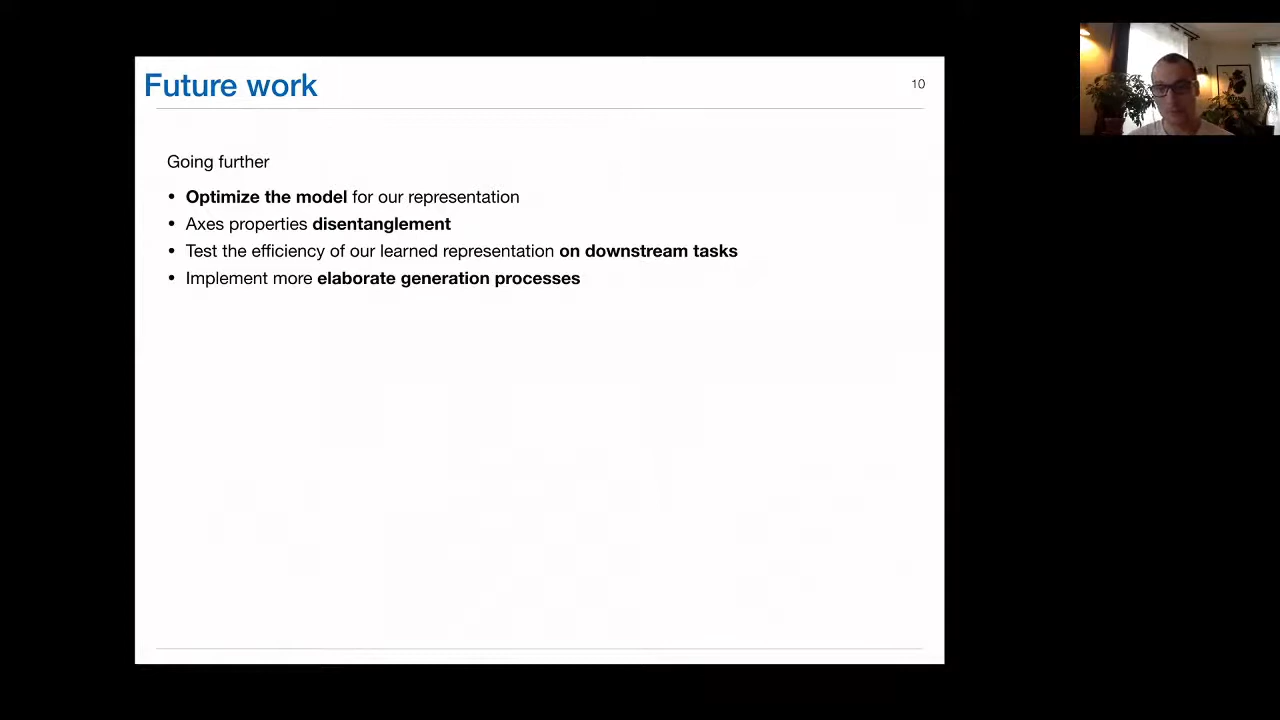 Future work
10
Going further
• Optimize the model for our representation
• Axes properties disentanglement
• Test the efficiency of our learned representation on downstream tasks
• Implement more elaborate generation processes